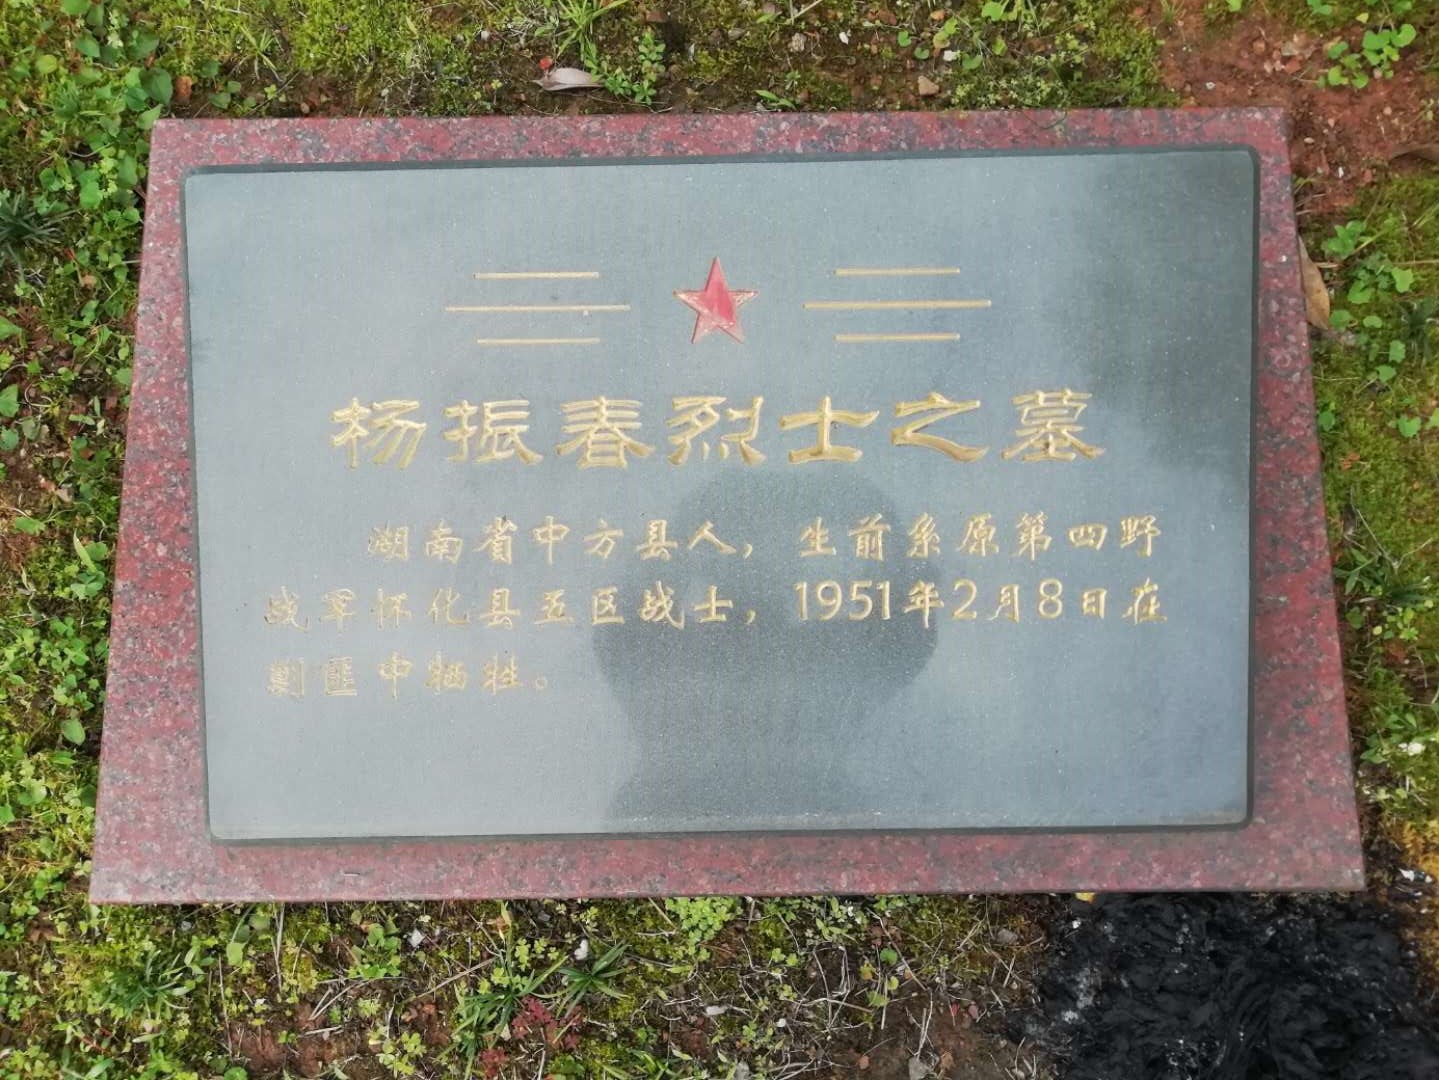 杨振春烈士之墓
湖南省中方县人，生前系原第四野
战军怀化县五区战士，1951年2月8日在
剿匪中牺牲。